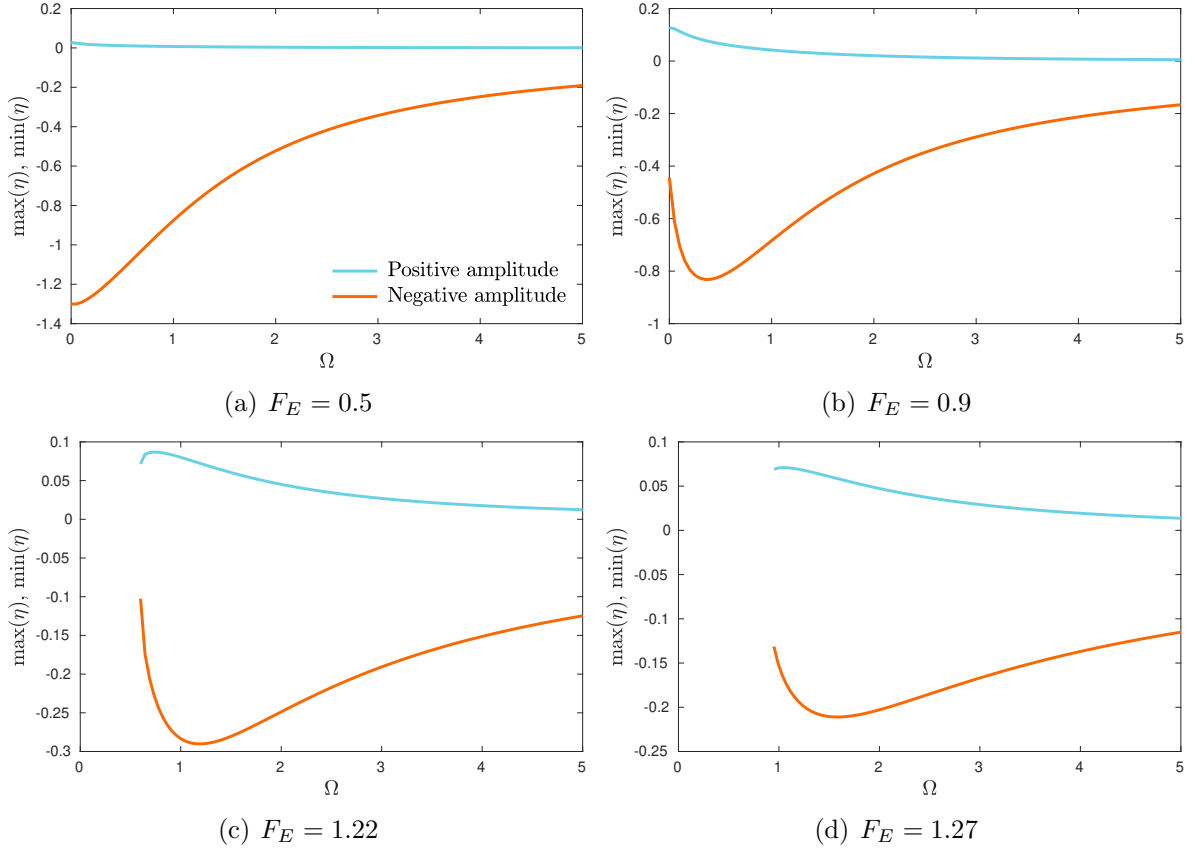 0.2
0
-0.2
-0.4
-0.6
-0.8
-1
-1.2
-1.4
max(η), min(η)
Positive amplitude
Negative amplitude
0 1 2 3 4 5
Ω
(a) F_E = 0.5
0.2
0
-0.2
-0.4
-0.6
-0.8
-1
max(η), min(η)
0 1 2 3 4 5
Ω
(b) F_E = 0.9
0.1
0.05
0
0.05
-0.1
-0.15
-0.2
-0.25
-0.3
max(η), min(η)
0 1 2 3 4 5
Ω
(c) F_E = 1.22
0.1
0.05
0
0.05
-0.1
-0.15
-0.2
-0.25
max(η), min(η)
0 1 2 3 4 5
Ω
(d) F_E = 1.27